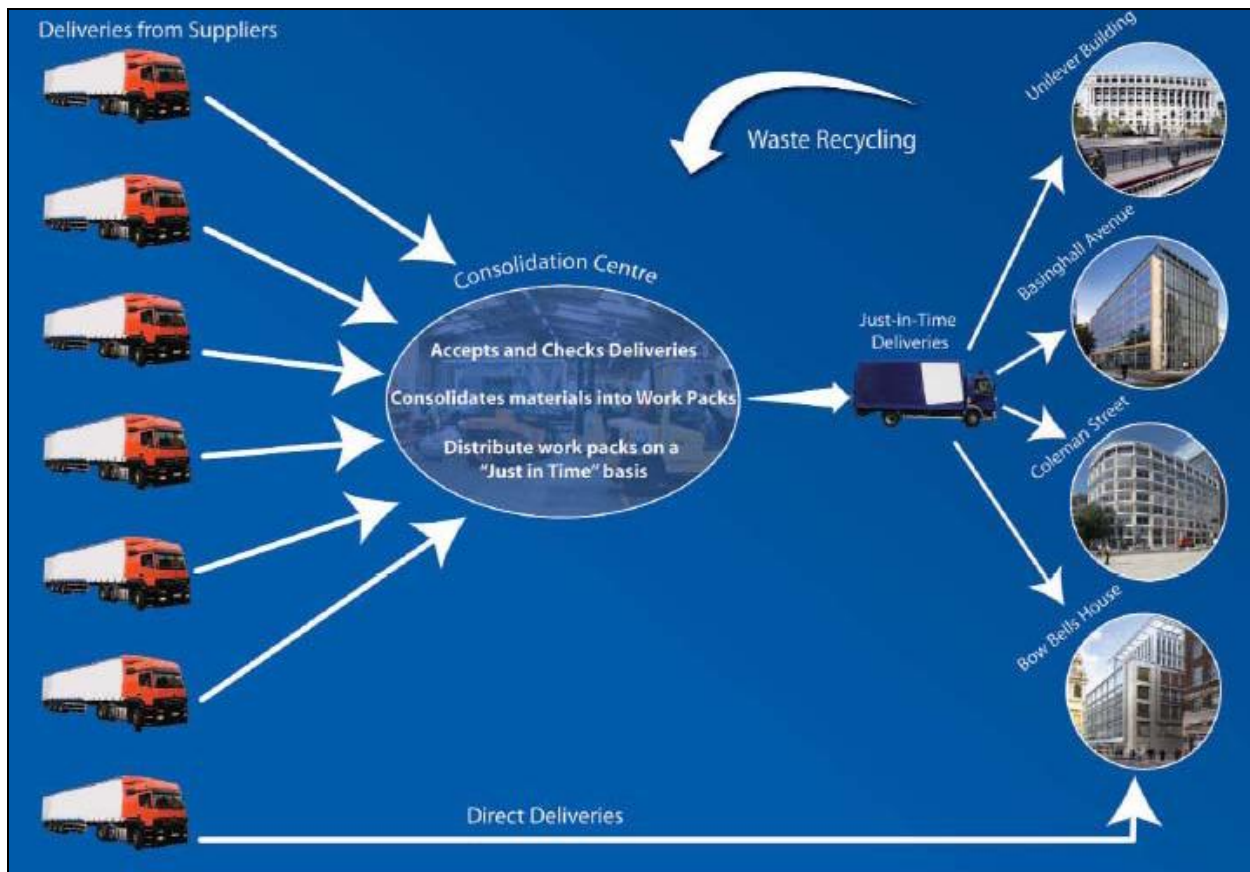 Deliveries from Suppliers
Unilever Building
Waste Recycling
Basinghall Avenue
Consolidation Centre
Accepts and Checks Deliveries
Consolidates materials into Work Packs
Distribute work packs on a
"Just in Time" basis
Just-in-Time
Deliveries
Coleman Street
Bow Bells House
Direct Deliveries